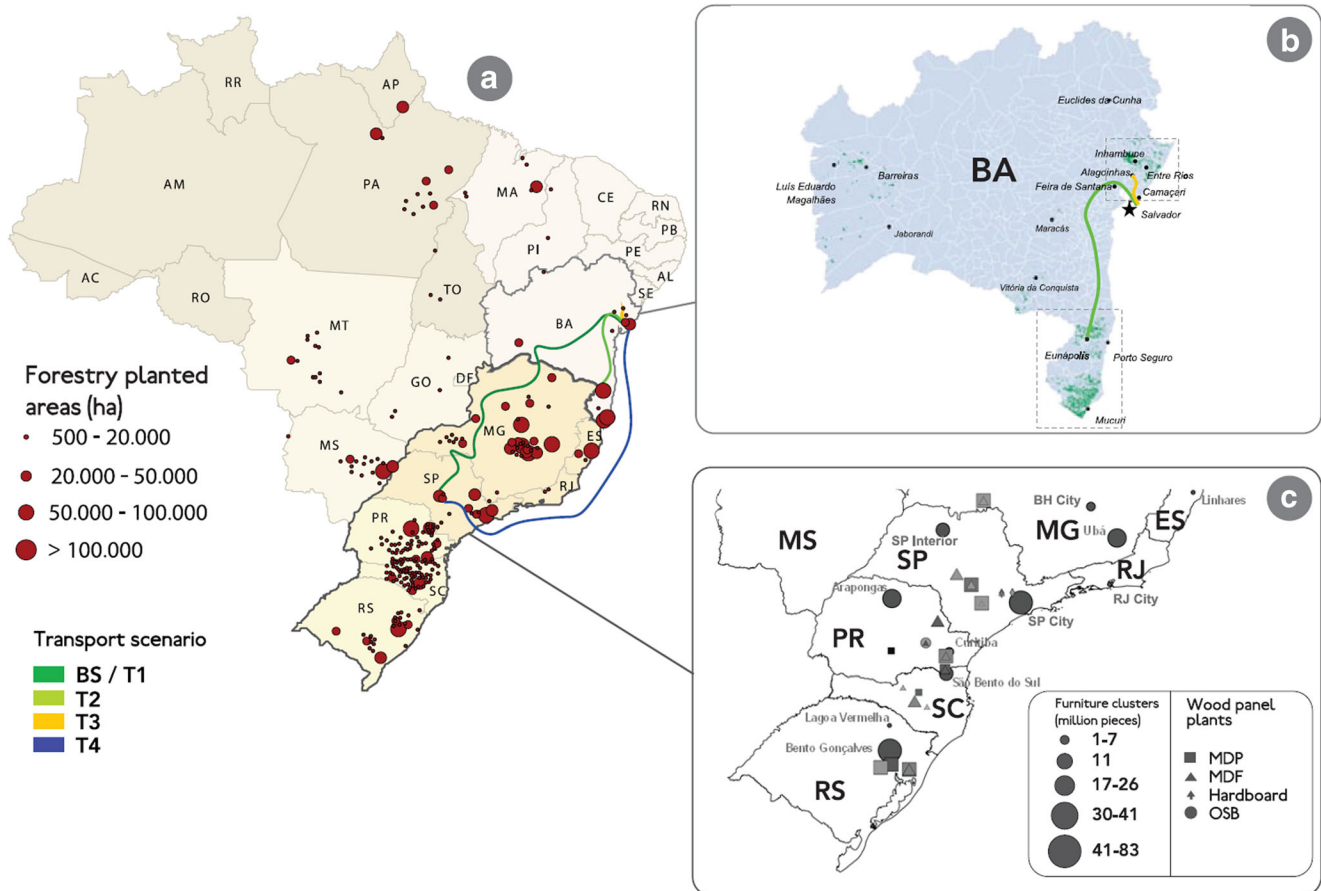 a
RR
AP
AM
PA
MA
CE
RN
PB
PI
PE
AL
SE
AC
RO
TO
BA
MT
GO
DF
MG
ES
MS
SP
RJ
PR
SC
RS
Forestry planted
areas (ha)
500 - 20.000
20.000 - 50.000
50.000 - 100.000
> 100.000
Transport scenario
BS / T1
T2
T3
T4
b
Euclides da Cunha
BA
Inhambupe
Alagoinhas
Entre Rios
Barreiras
Feira de Santana
Camaçari
Luís Eduardo
Magalhães
Salvador
Maracás
Jaborandi
Vitória da Conquista
Eunápolis
Porto Seguro
Mucuri
c
BH City
Linhares
MG
ES
Ubá
MS
SP Interior
SP
RJ
Arapongas
RJ City
SP City
PR
Curitiba
São Bento do Sul
SC
Lagoa Vermelha
Bento Gonçalves
RS
Furniture clusters
(million pieces)
1-7
11
17-26
30-41
41-83
Wood panel
plants
MDP
MDF
Hardboard
OSB